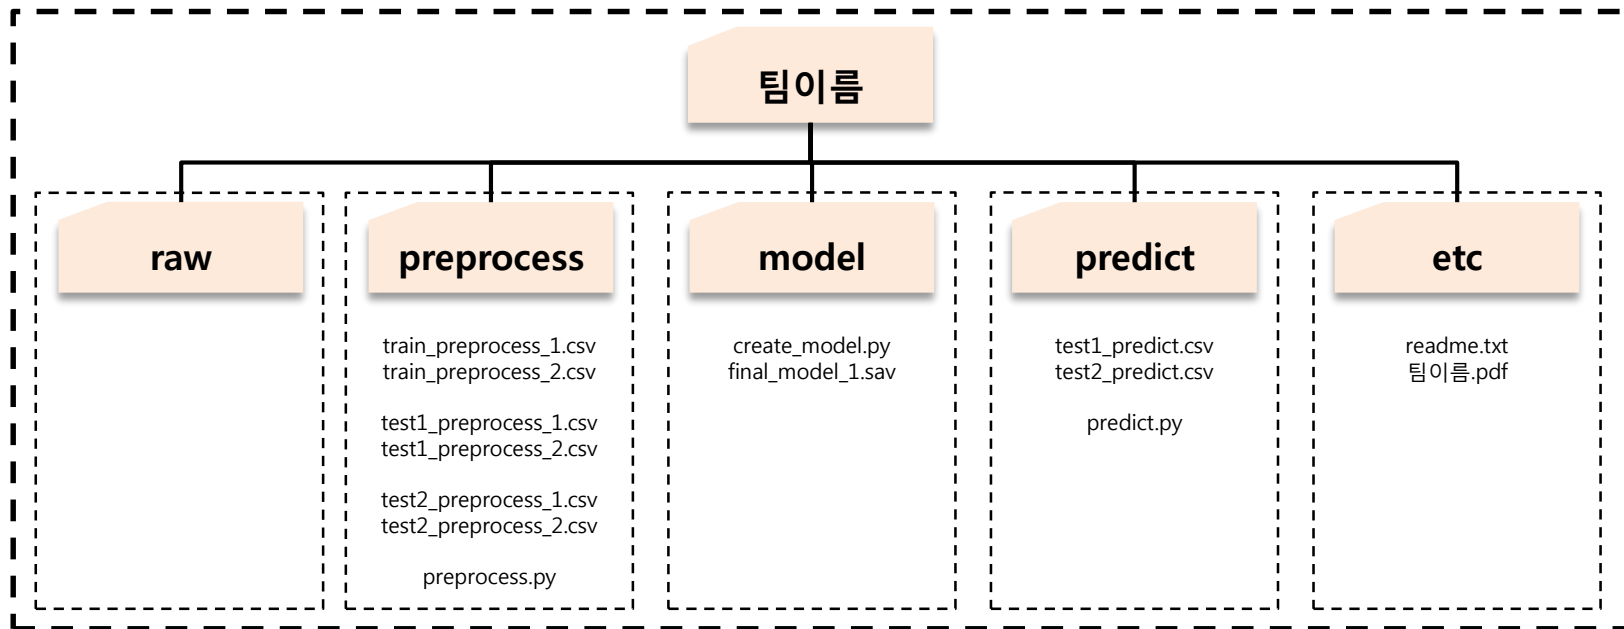 팀이름
raw
preprocess
train_preprocess_1.csv
train_preprocess_2.csv
test1_preprocess_1.csv
test1_preprocess_2.csv
test2_preprocess_1.csv
test2_preprocess_2.csv
preprocess.py
model
create_model.py
final_model_1.sav
predict
test1_predict.csv
test2_predict.csv
predict.py
etc
readme.txt
팀이름.pdf